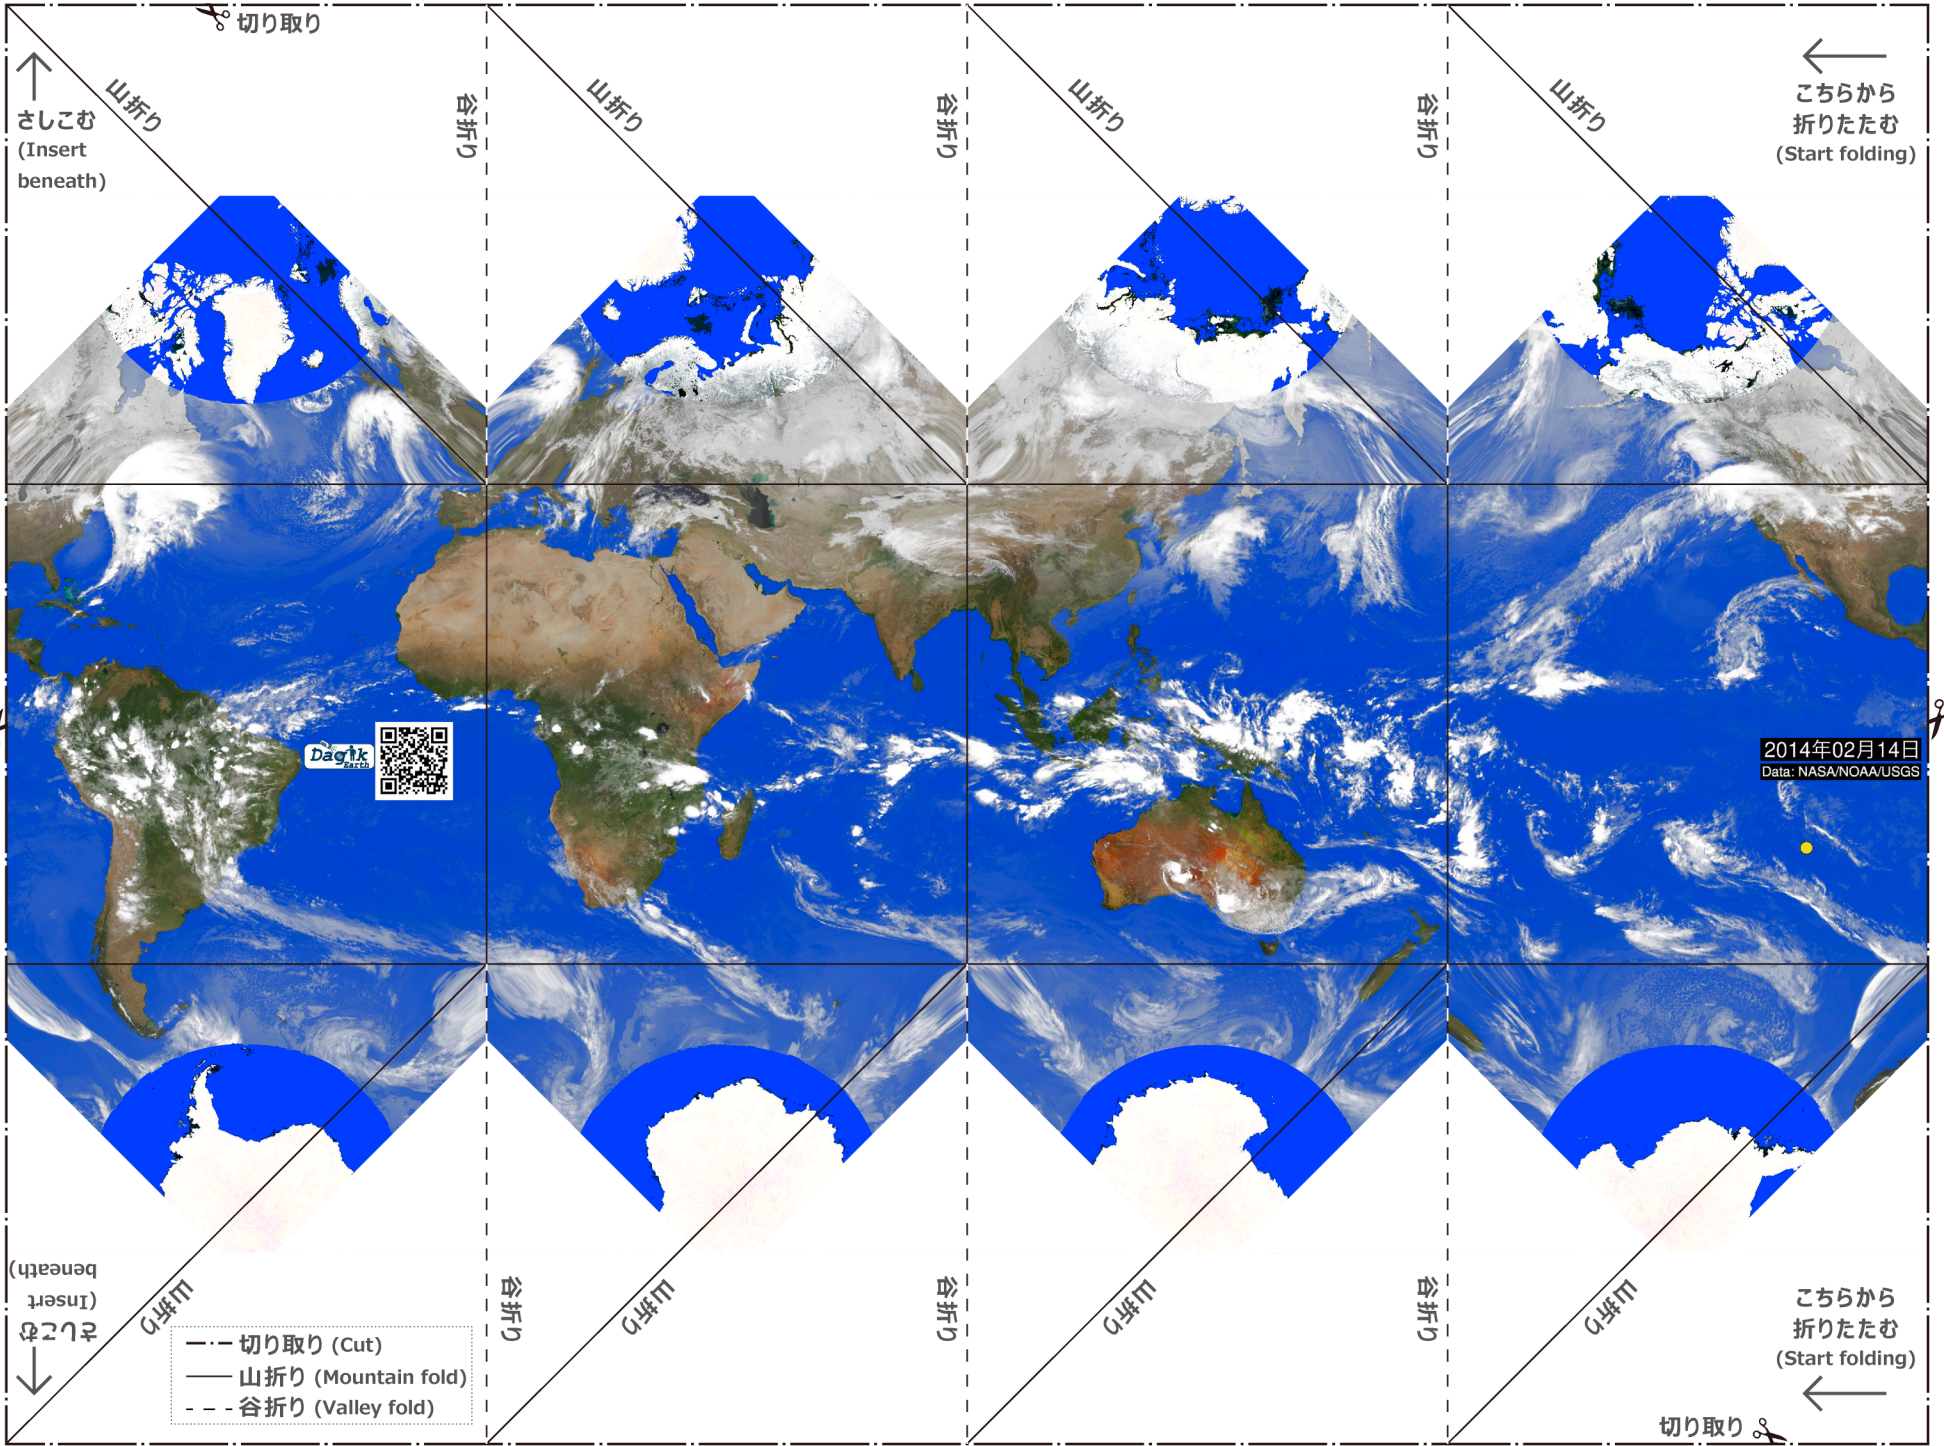 切り取り
山折り
谷折り
山折り
谷折り
山折り
谷折り
山折り
さしこむ
(Insert
beneath)
こちらから
折りたたむ
(Start folding)
Dagik
Earth
2014年02月14日
Data: NASA/NOAA/USGS
さしこむ
(Insert
beneath)
山折り
谷折り
山折り
谷折り
山折り
谷折り
山折り
こちらから
折りたたむ
(Start folding)
切り取り (Cut)
山折り (Mountain fold)
谷折り (Valley fold)
切り取り